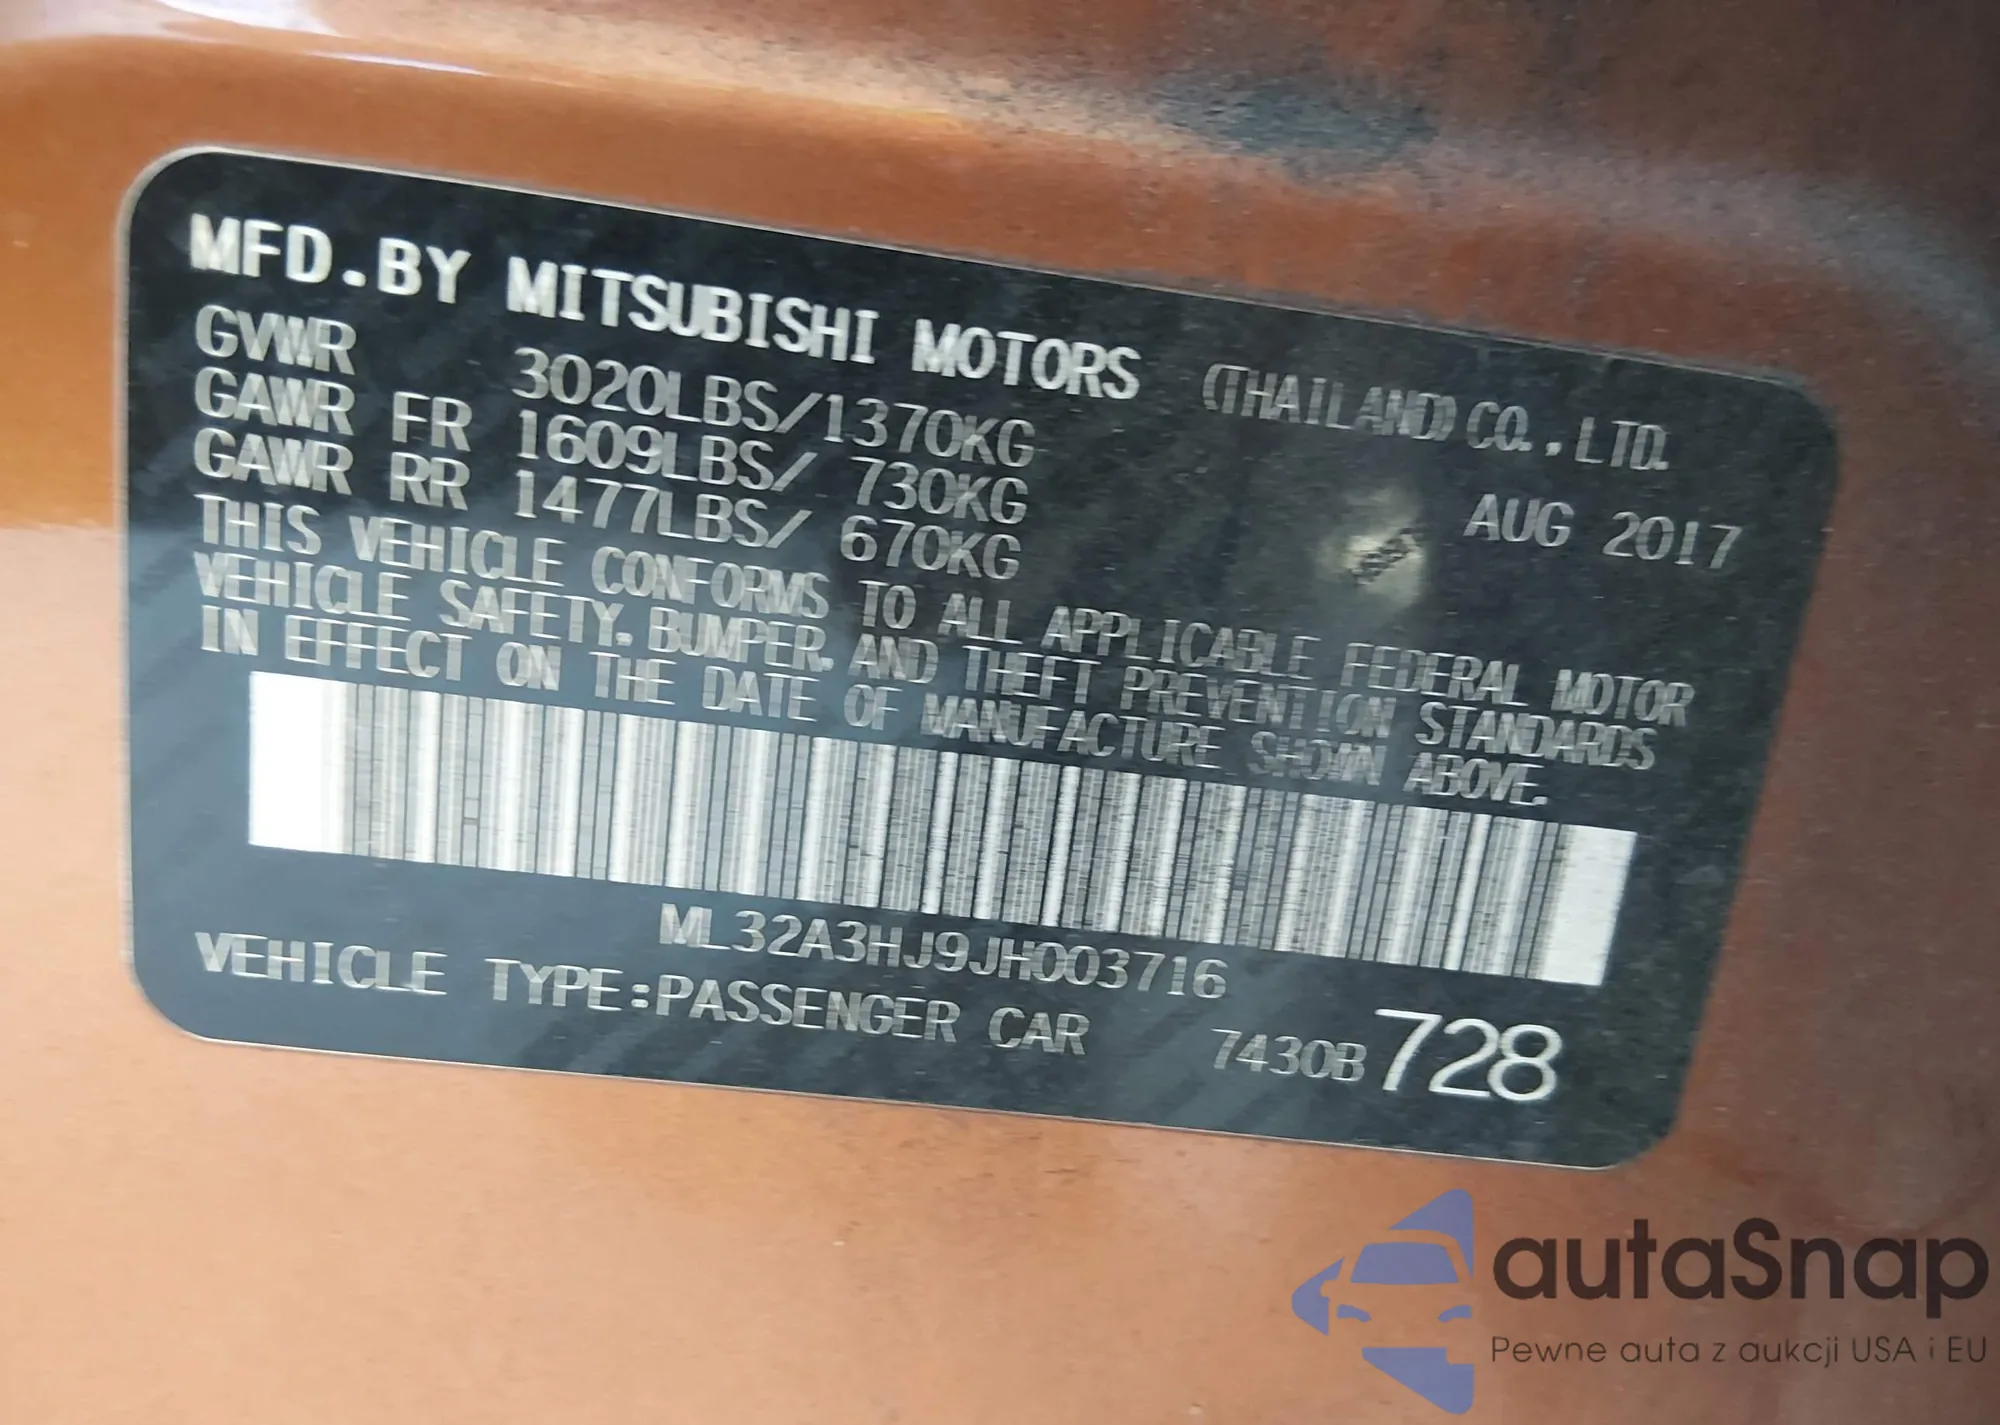 MFD.BY MITSUBISHI MOTORS (THAILAND) CO.,LTD.
GVWR 3020LBS/1370KG AUG 2017
GAWR FR 1609LBS/ 730KG
GAWR RR 1477LBS/ 670KG
THIS VEHICLE CONFORMS TO ALL APPLICABLE FEDERAL MOTOR
VEHICLE SAFETY, BUMPER, AND THEFT PREVENTION STANDARDS
IN EFFECT ON THE DATE OF MANUFACTURE SHOWN ABOVE.
ML32A3HJ9JH003716
VEHICLE TYPE:PASSENGER CAR 7430B 728
autaSnap
Pewne auta z aukcji USA i EU